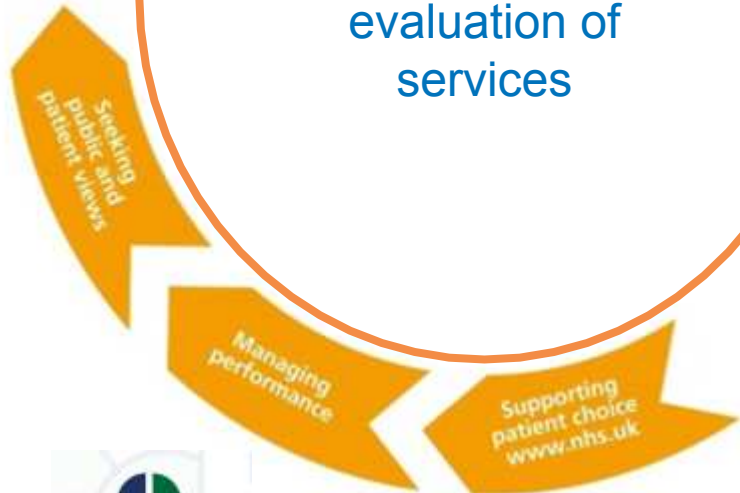 evaluation of
services
Seeking
public and
patient views
Managing
performance
Supporting
patient choice
www.nhs.uk